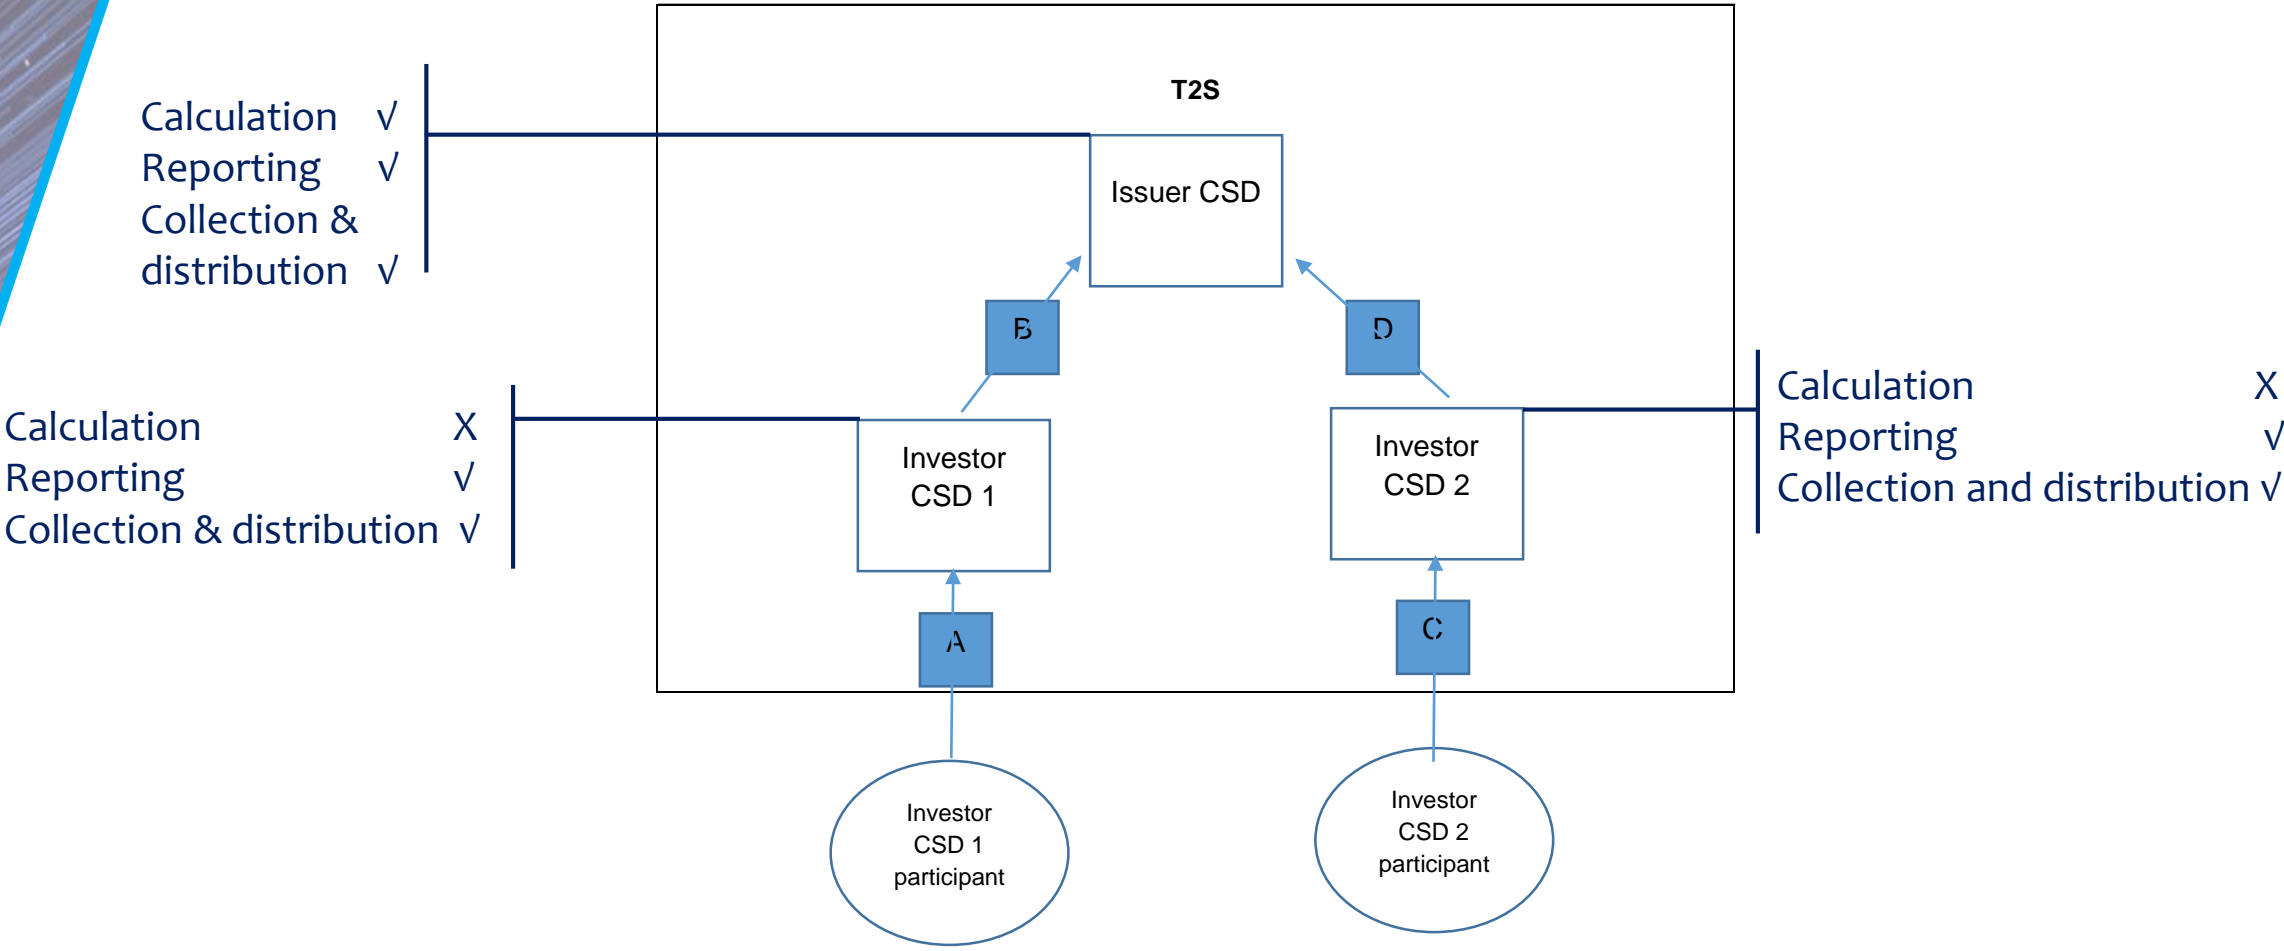 T2S
Calculation √
Reporting √
Collection &
distribution √
Issuer CSD
B
D
Calculation X
Reporting √
Collection & distribution √
Investor
CSD 1
Investor
CSD 2
Calculation X
Reporting √
Collection and distribution √
A
C
Investor
CSD 1
participant
Investor
CSD 2
participant